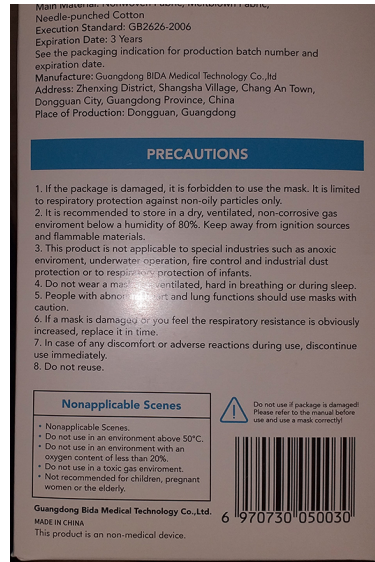 Main Material: Nonwoven Fabric, Meltblown Fabric,
Needle-punched Cotton
Execution Standard: GB2626-2006
Expiration Date: 3 Years
See the packaging indication for production batch number and
expiration date.
Manufacture: Guangdong BIDA Medical Technology Co.,ltd
Address: Zhenxing District, Shangsha Village, Chang An Town,
Dongguan City, Guangdong Province, China
Place of Production: Dongguan, Guangdong
PRECAUTIONS
1. If the package is damaged, it is forbidden to use the mask. It is limited
to respiratory protection against non-oily particles only.
2. It is recommended to store in a dry, ventilated, non-corrosive gas
enviroment below a humidity of 80%. Keep away from ignition sources
and flammable materials.
3. This product is not applicable to special industries such as anoxic
enviroment, underwater operation, fire control and industrial dust
protection or to respiratory protection of infants.
4. Do not wear a mask ventilated, hard in breathing or during sleep.
5. People with abnormal and lung functions should use masks with
caution.
6. If a mask is damaged or you feel the respiratory resistance is obviously
increased, replace it in time.
7. In case of any discomfort or adverse reactions during use, discontinue
use immediately.
8. Do not reuse.
Nonapplicable Scenes
• Nonapplicable Scenes.
• Do not use in an environment above 50°C.
• Do not use in an environment with an
oxygen content of less than 20%.
• Do not use in a toxic gas enviroment.
• Not recommended for children, pregnant
women or the elderly.
Do not use if package is damaged!
Please refer to the manual before
use and use a mask correctly!
Guangdong Bida Medical Technology Co.,Ltd.
MADE IN CHINA
This product is an non-medical device.
6 970730 050030